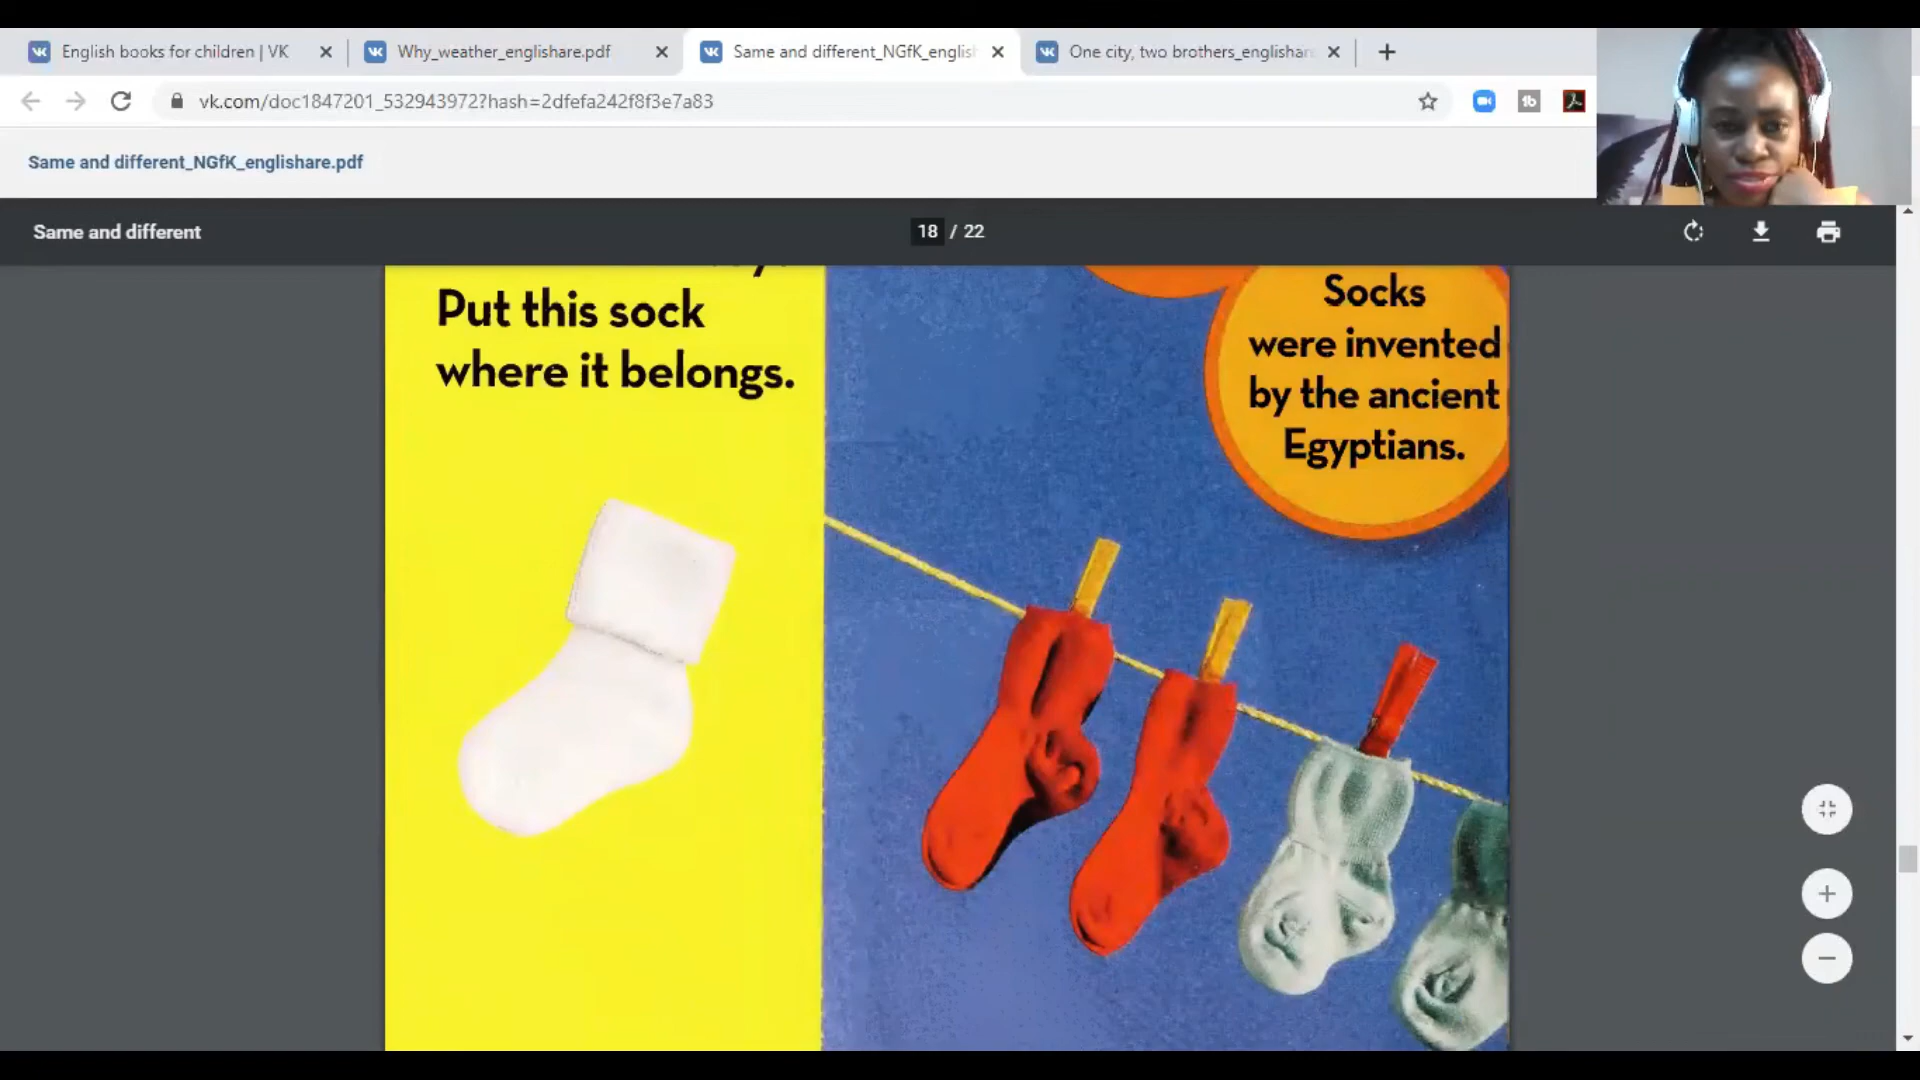 English books for children | VK
Why_weather_englishare.pdf
Same and different_NGfK_english
One city, two brothers_englishare
vk.com/doc1847201_532943972?hash=2dfefa242f8f3e7a83
Same and different_NGfK_englishare.pdf
Same and different
18 / 22
Put this sock
where it belongs.
Socks
were invented
by the ancient
Egyptians.